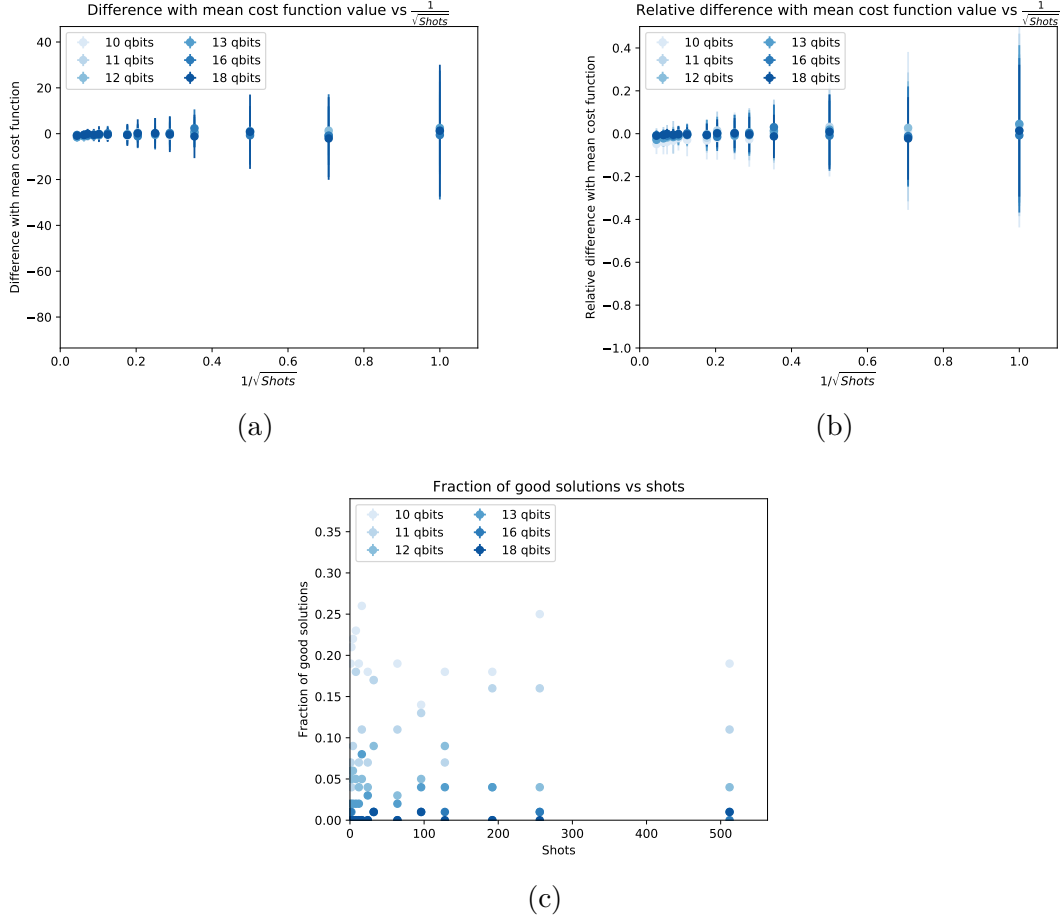 Difference with mean cost function value vs $\frac{1}{\sqrt{Shots}}$
10 qbits 13 qbits
11 qbits 16 qbits
12 qbits 18 qbits
Difference with mean cost function
40
20
0
−20
−40
−60
−80
0.0 0.2 0.4 0.6 0.8 1.0
$1/\sqrt{Shots}$
(a)
Relative difference with mean cost function value vs $\frac{1}{\sqrt{Shots}}$
10 qbits 13 qbits
11 qbits 16 qbits
12 qbits 18 qbits
Relative difference with mean cost function
0.4
0.2
0.0
−0.2
−0.4
−0.6
−0.8
−1.0
0.0 0.2 0.4 0.6 0.8 1.0
$1/\sqrt{Shots}$
(b)
Fraction of good solutions vs shots
10 qbits 13 qbits
11 qbits 16 qbits
12 qbits 18 qbits
Fraction of good solutions
0.35
0.30
0.25
0.20
0.15
0.10
0.05
0.00
0 100 200 300 400 500
Shots
(c)